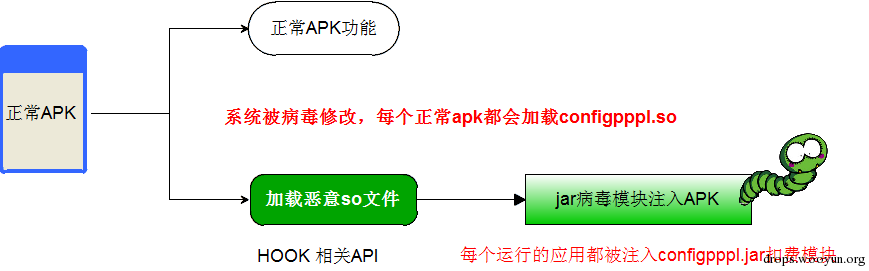 正常APK功能
正常APK
系统被病毒修改，每个正常apk都会加载configpppl.so
加载恶意so文件
jar病毒模块注入APK
HOOK 相关API
每个运行的应用都被注入configpppl.jar扣费模块
drops.wooyun.org